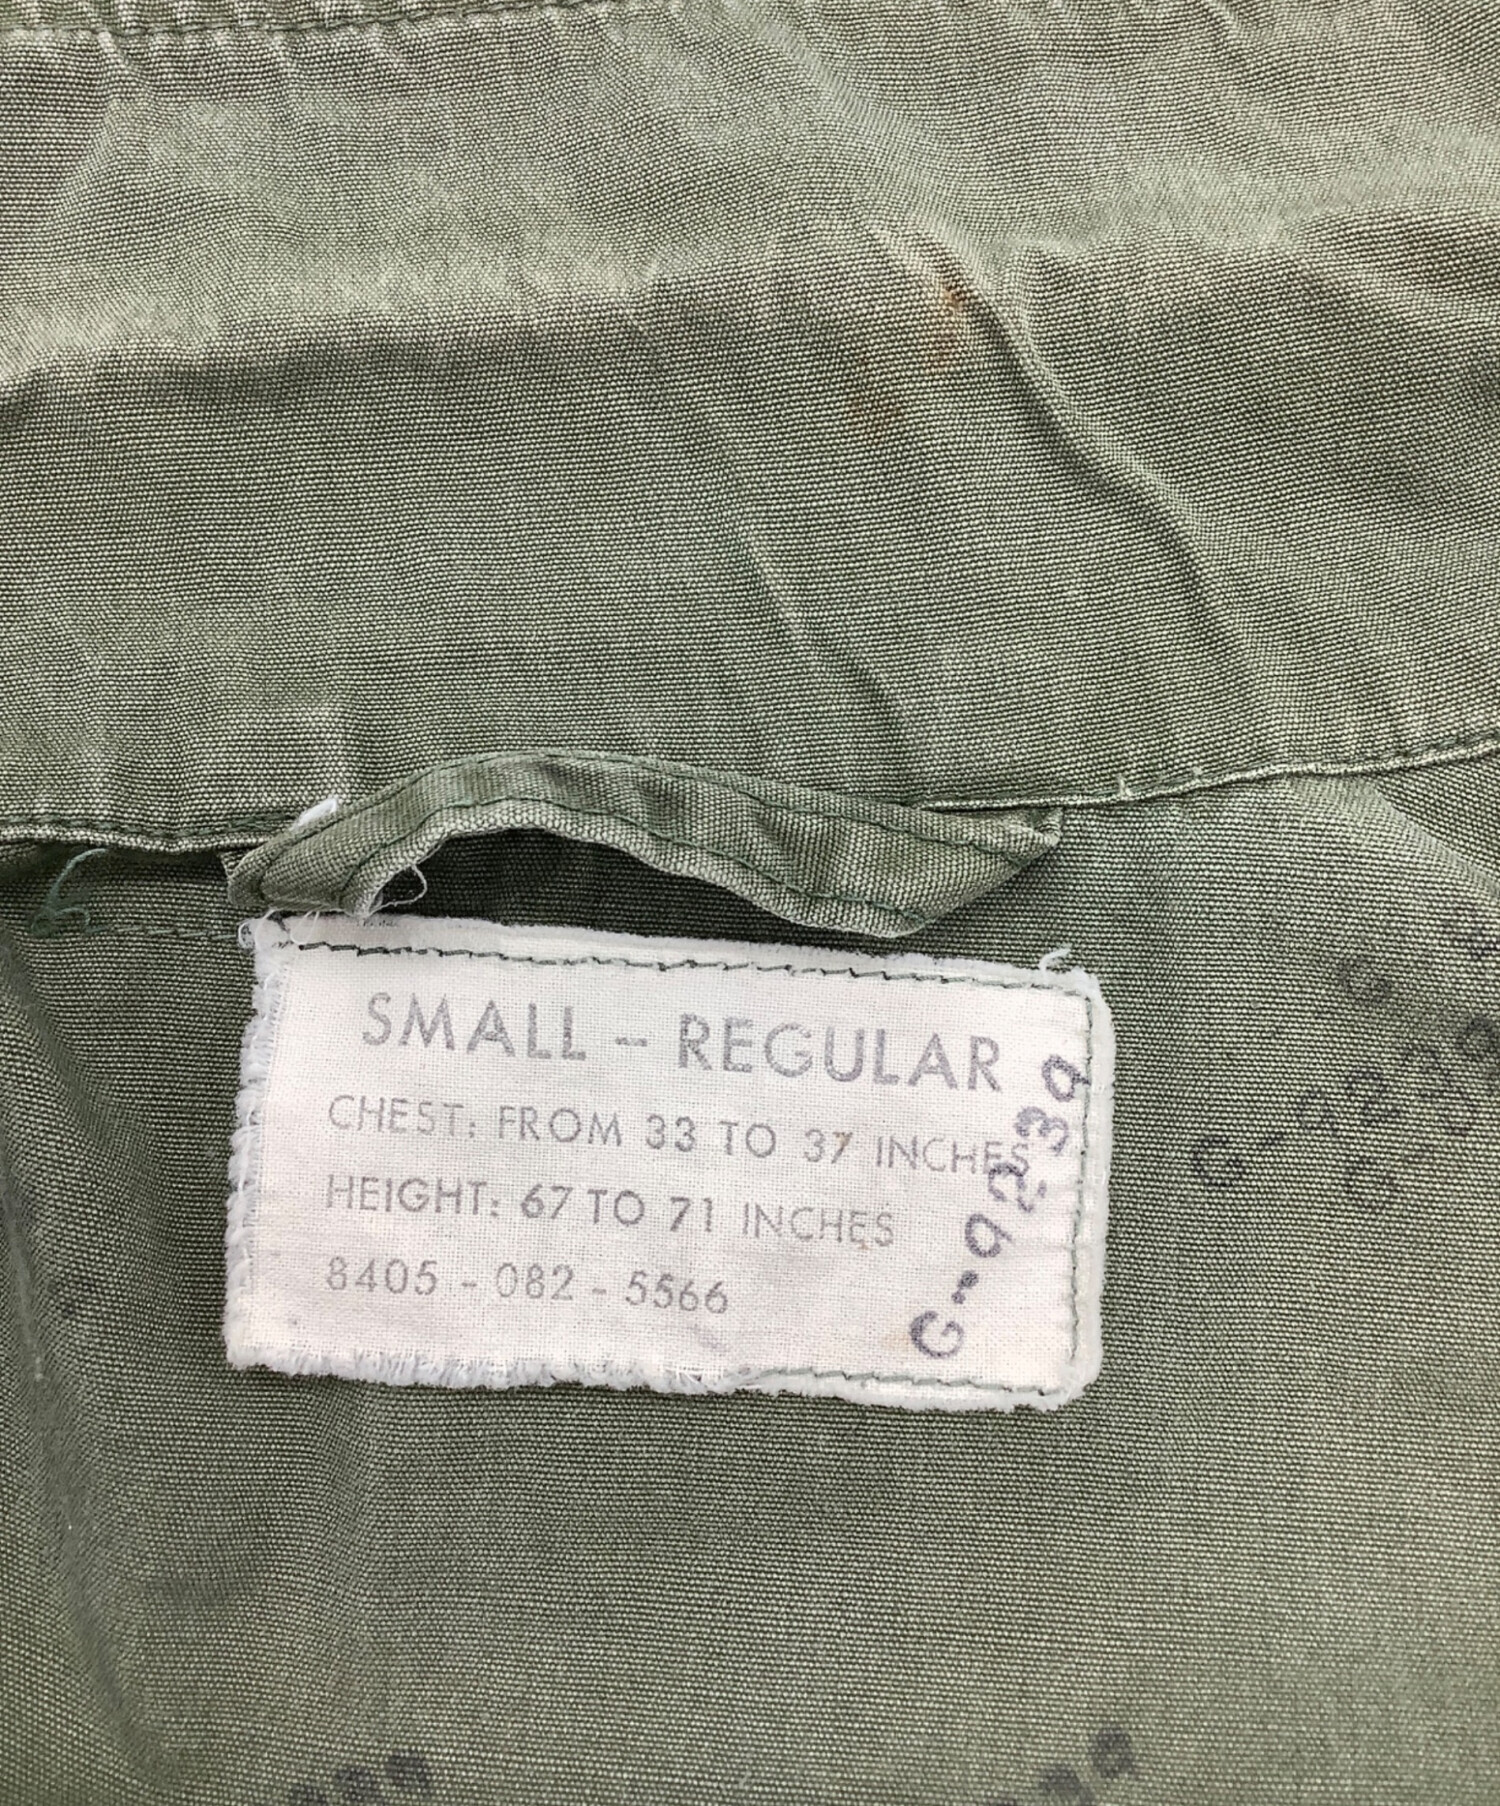 SMALL – REGULAR
CHEST: FROM 33 TO 37 INCHES
HEIGHT: 67 TO 71 INCHES
8405 - 082 - 5566
G-9239